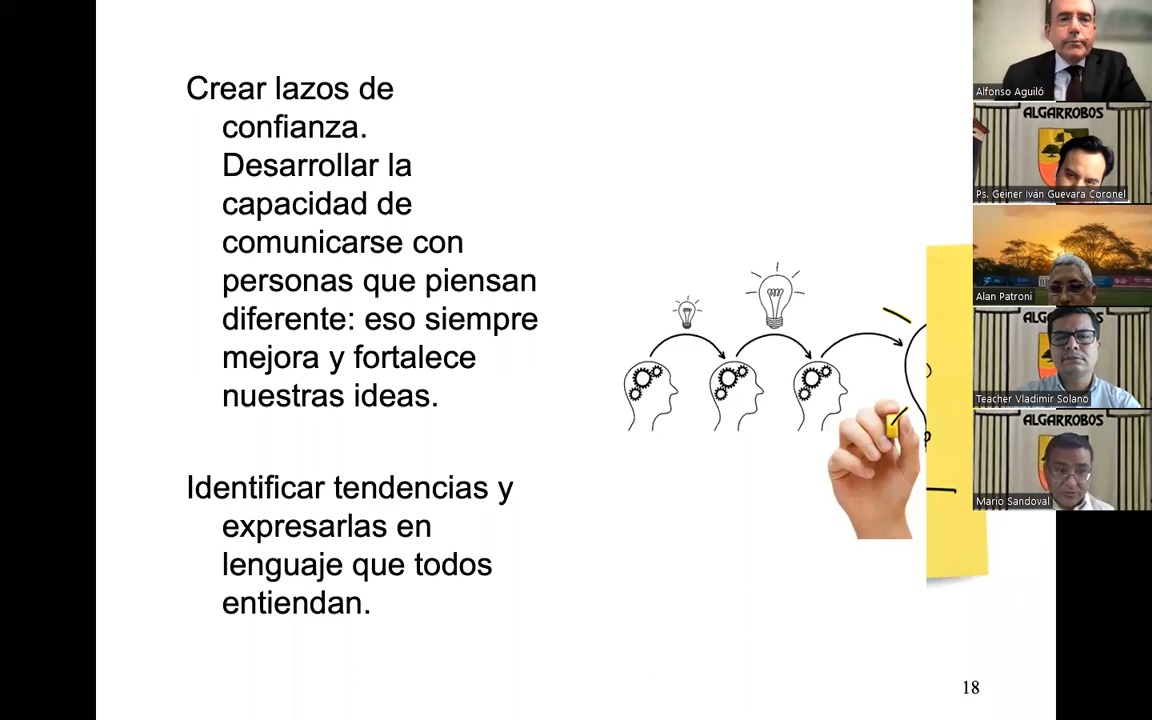 Crear lazos de
confianza.
Desarrollar la
capacidad de
comunicarse con
personas que piensan
diferente: eso siempre
mejora y fortalece
nuestras ideas.
Identificar tendencias y
expresarlas en
lenguaje que todos
entiendan.
18
Alfonso Aguiló
ALGARROBOS
Ps. Geiner Iván Guevara Coronel
Alan Patroni
ALGARROBOS
Teacher Vladimir Solano
ALGARROBOS
Mario Sandoval